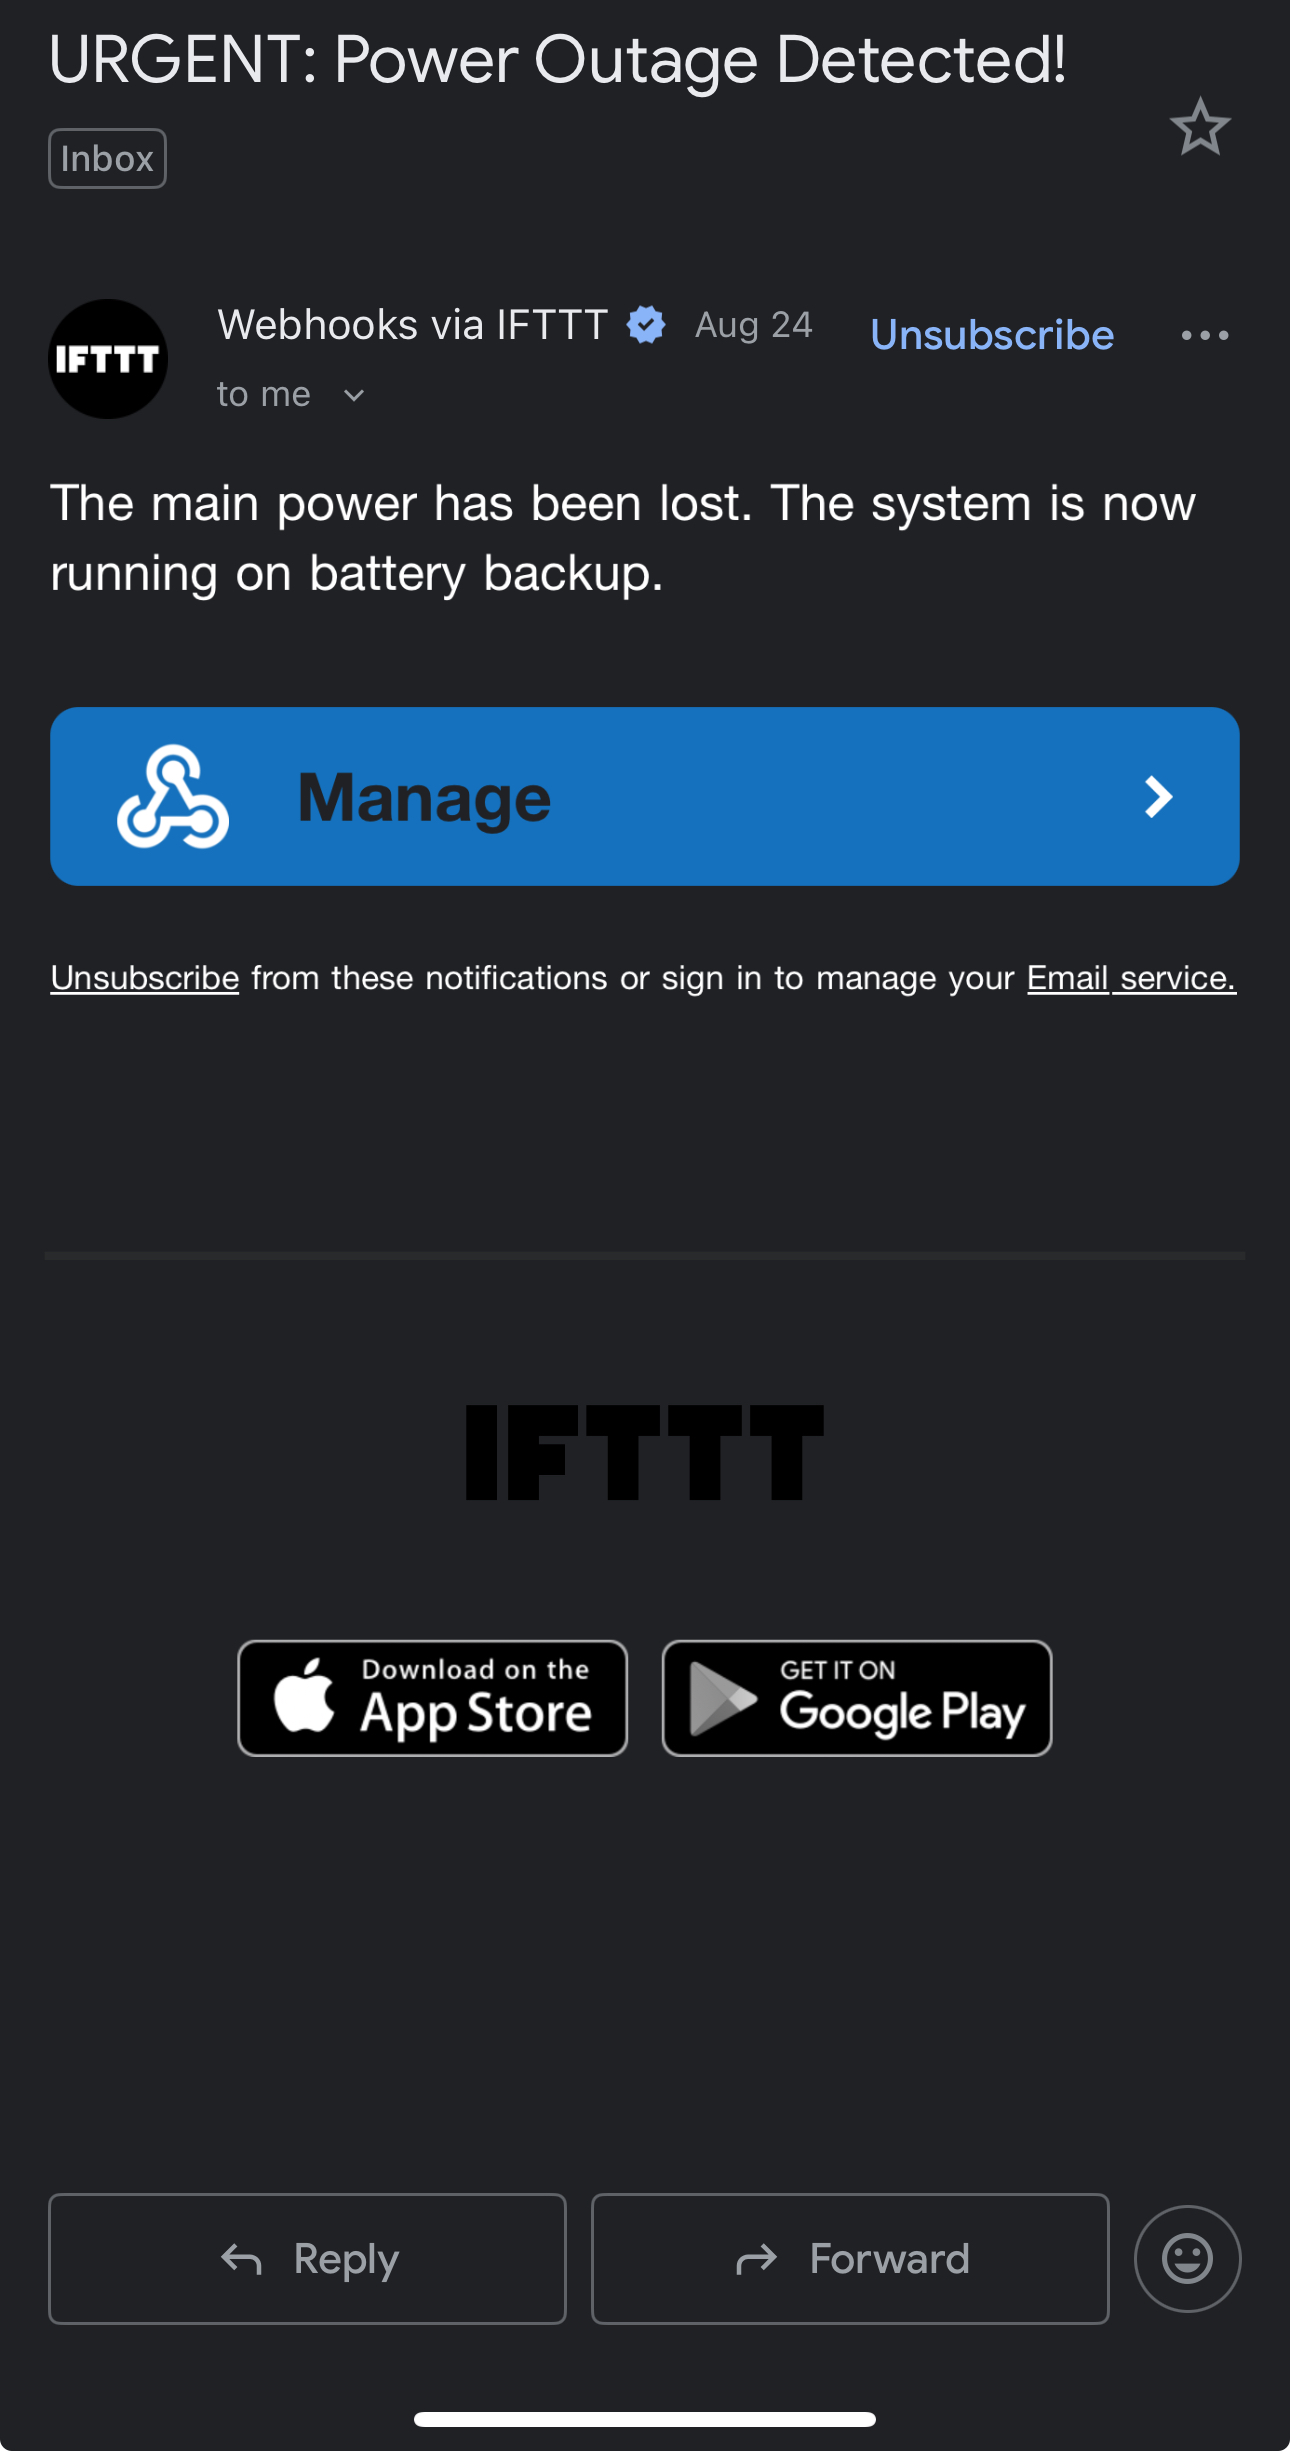 URGENT: Power Outage Detected!
Inbox
IFTTT
Webhooks via IFTTT Aug 24 Unsubscribe
to me
The main power has been lost. The system is now
running on battery backup.
Manage
Unsubscribe from these notifications or sign in to manage your Email service.
IFTTT
Download on the
App Store
GET IT ON
Google Play
Reply
Forward